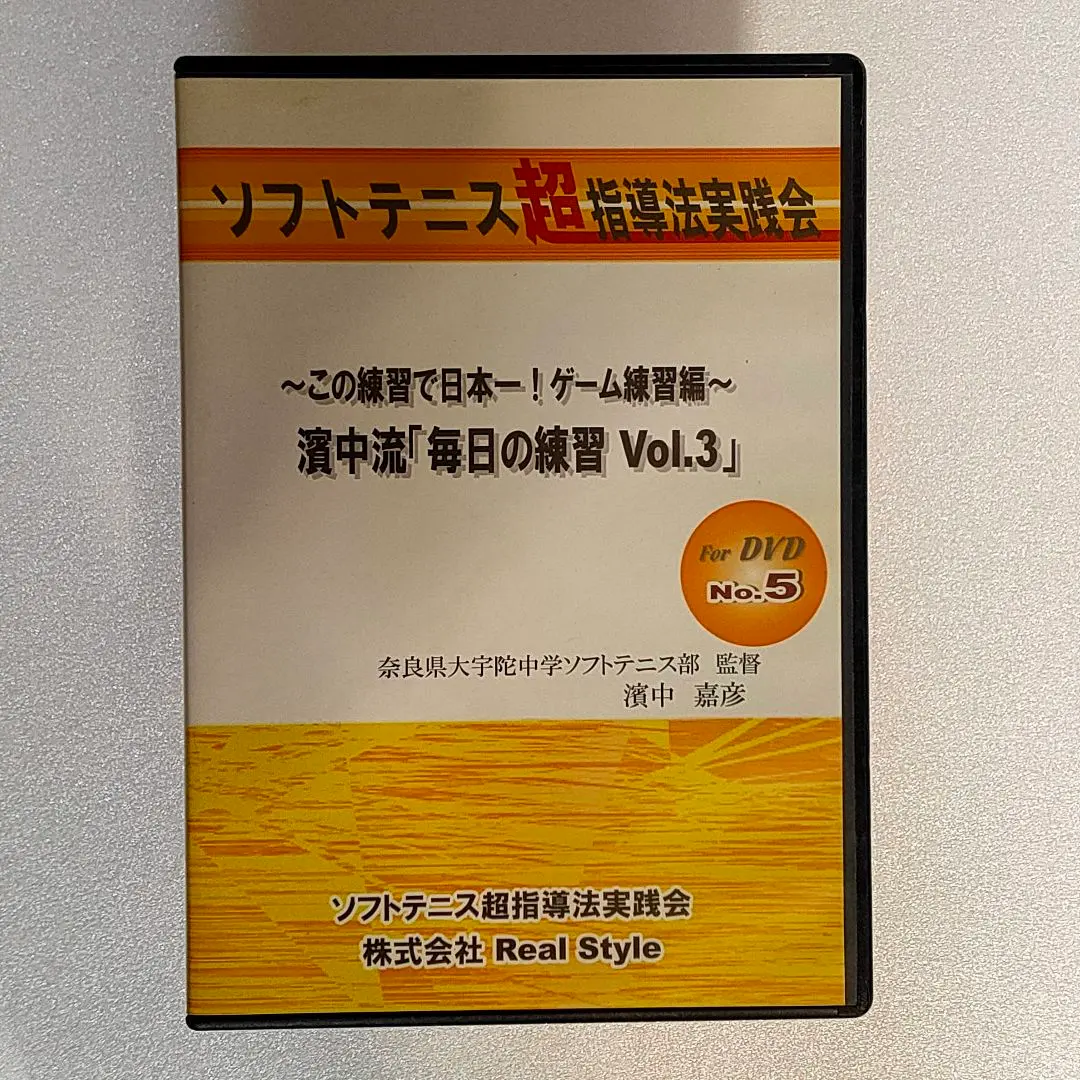 ソフトテニス超指導法実践会
～この練習で日本一！ゲーム練習編～
濱中流「毎日の練習 Vol.3」
For DVD
No.5
奈良県大宇陀中学ソフトテニス部 監督
濱中 嘉彦
ソフトテニス超指導法実践会
株式会社 Real Style